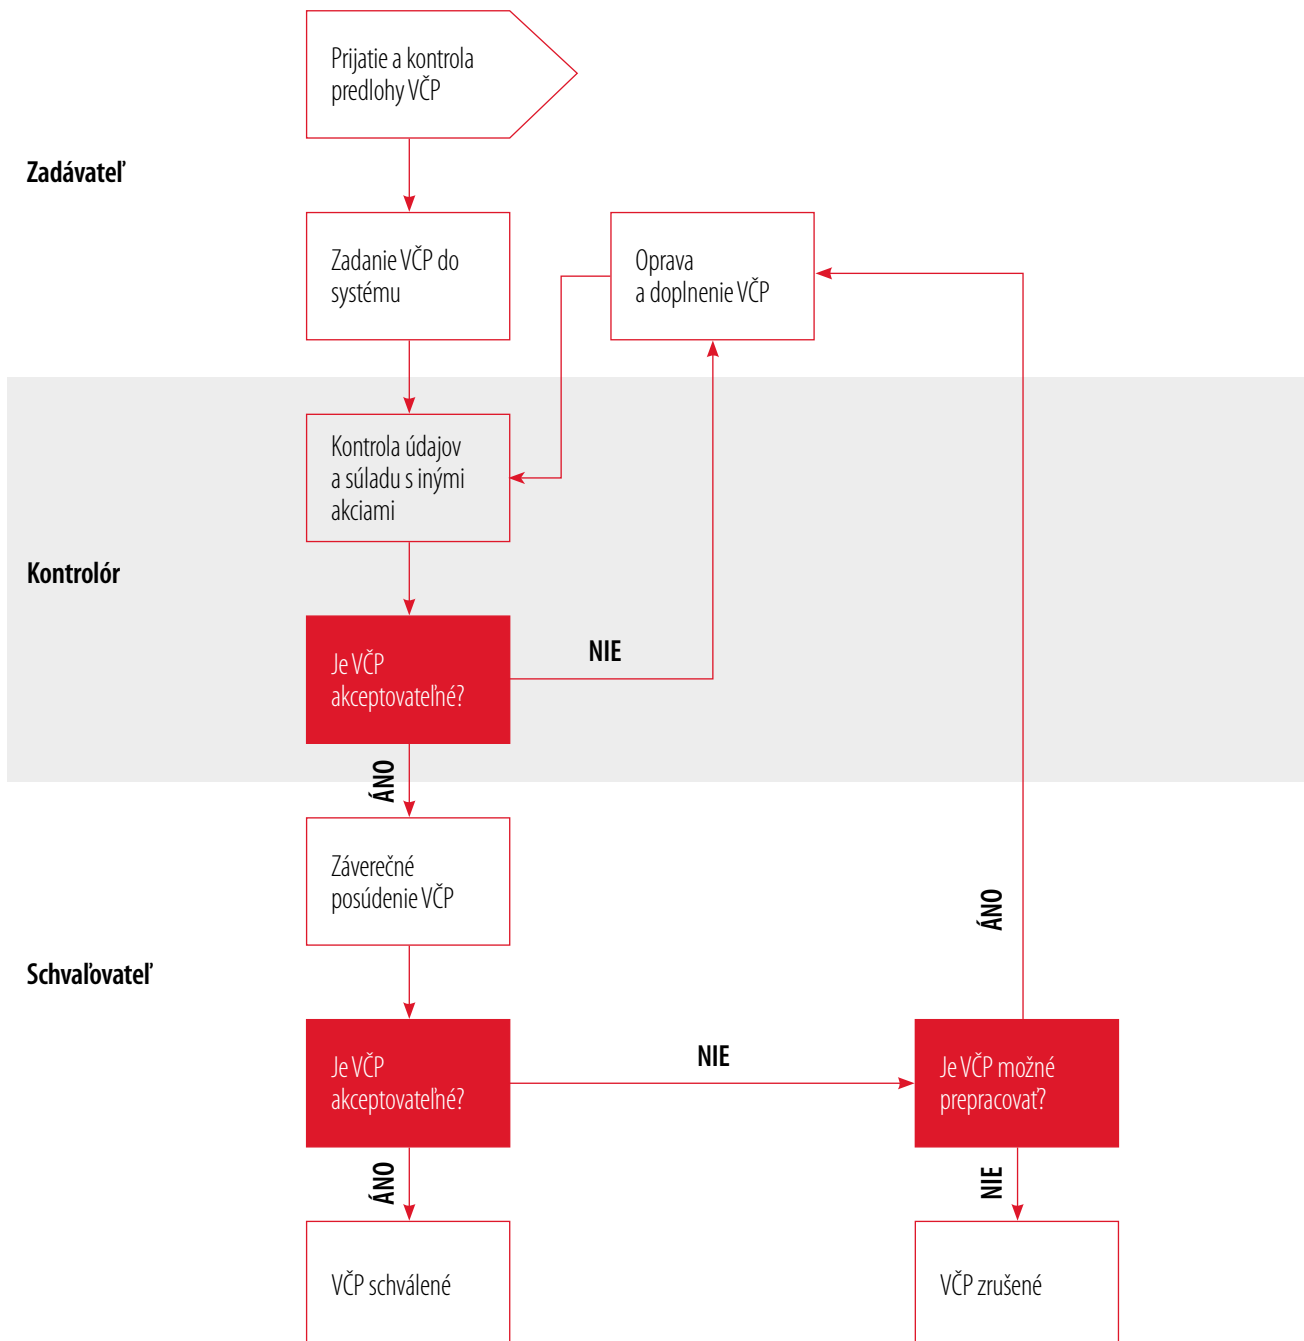 Prijatie a kontrola
predlohy VČP
Zadávateľ
Zadanie VČP do
systému
Oprava
a doplnenie VČP
Kontrola údajov
a súladu s inými
akciami
Kontrolór
Je VČP
akceptovateľné?
NIE
ÁNO
Záverečné
posúdenie VČP
ÁNO
Schvaľovateľ
Je VČP
akceptovateľné?
NIE
Je VČP možné
prepracovať?
ÁNO
NIE
VČP schválené
VČP zrušené